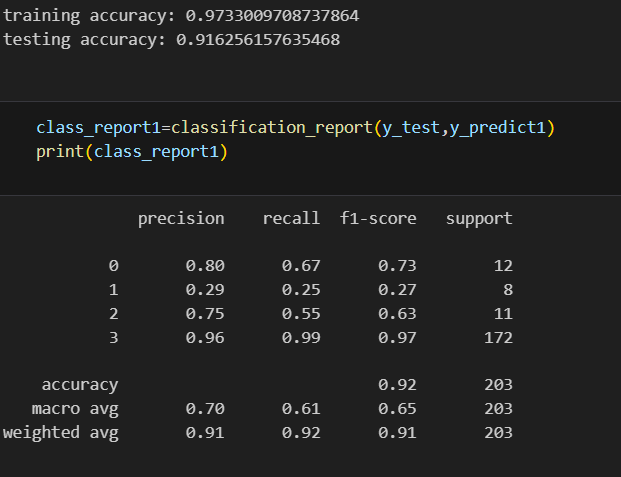 training accuracy: 0.9733009708737864
testing accuracy: 0.916256157635468
class_report1=classification_report(y_test,y_predict1)
print(class_report1)
precision recall f1-score support
0 0.80 0.67 0.73 12
1 0.29 0.25 0.27 8
2 0.75 0.55 0.63 11
3 0.96 0.99 0.97 172
accuracy 0.92 203
macro avg 0.70 0.61 0.65 203
weighted avg 0.91 0.92 0.91 203